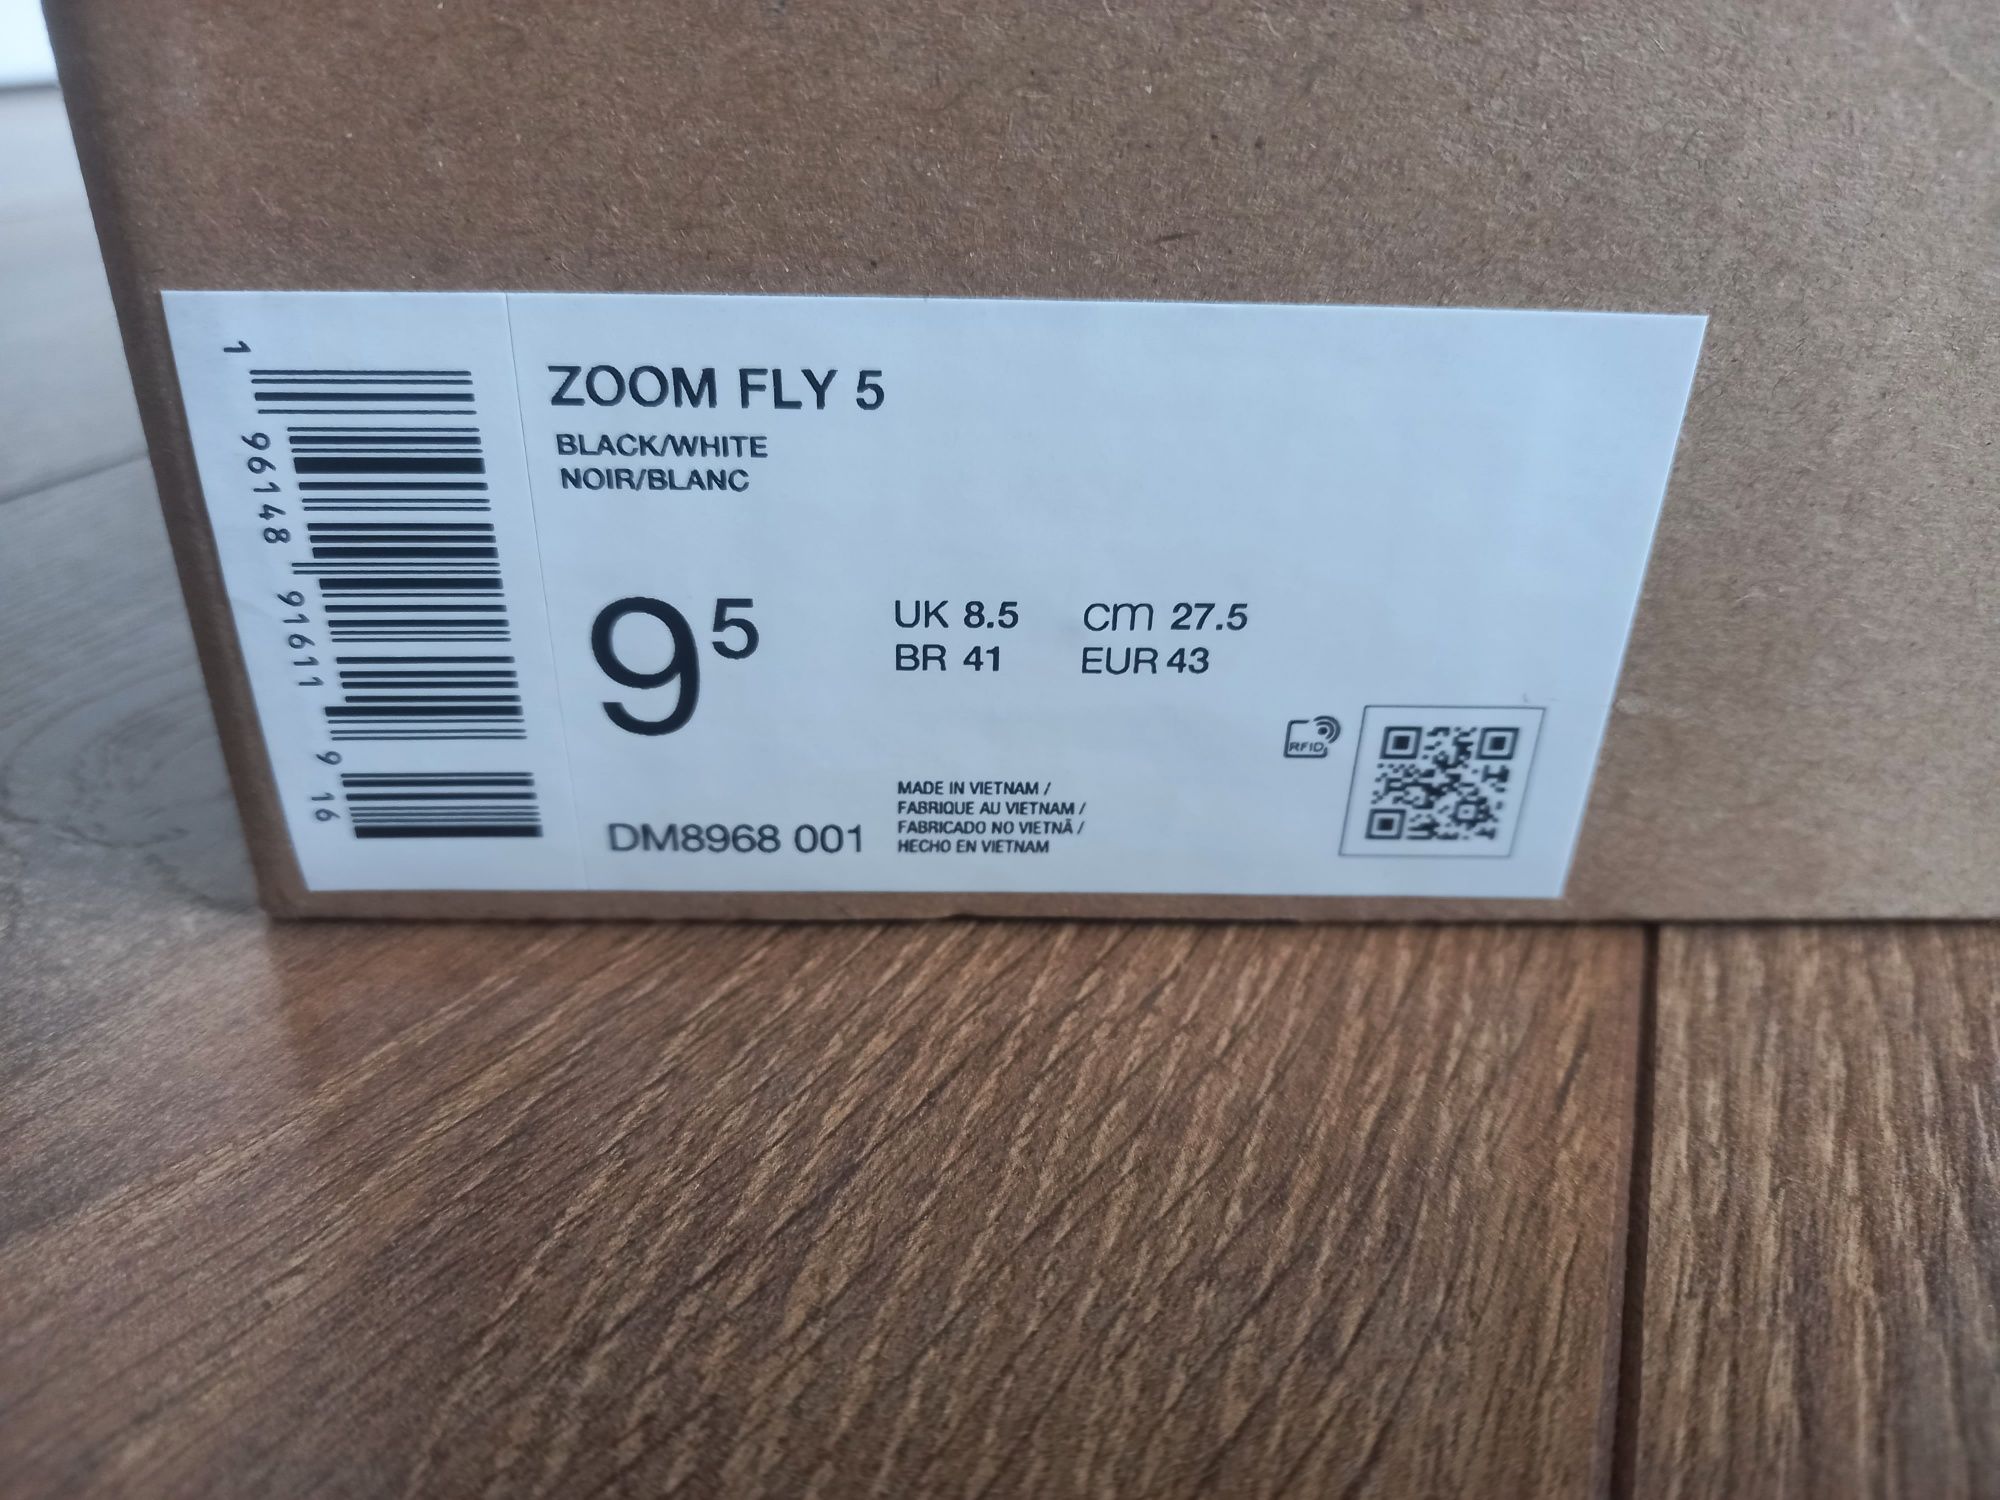 1 96148 91611 9 16
ZOOM FLY 5
BLACK/WHITE
NOIR/BLANC
9⁵
UK 8.5 cm 27.5
BR 41 EUR 43
RFID
DM8968 001
MADE IN VIETNAM /
FABRIQUE AU VIETNAM /
FABRICADO NO VIETNÃ /
HECHO EN VIETNAM